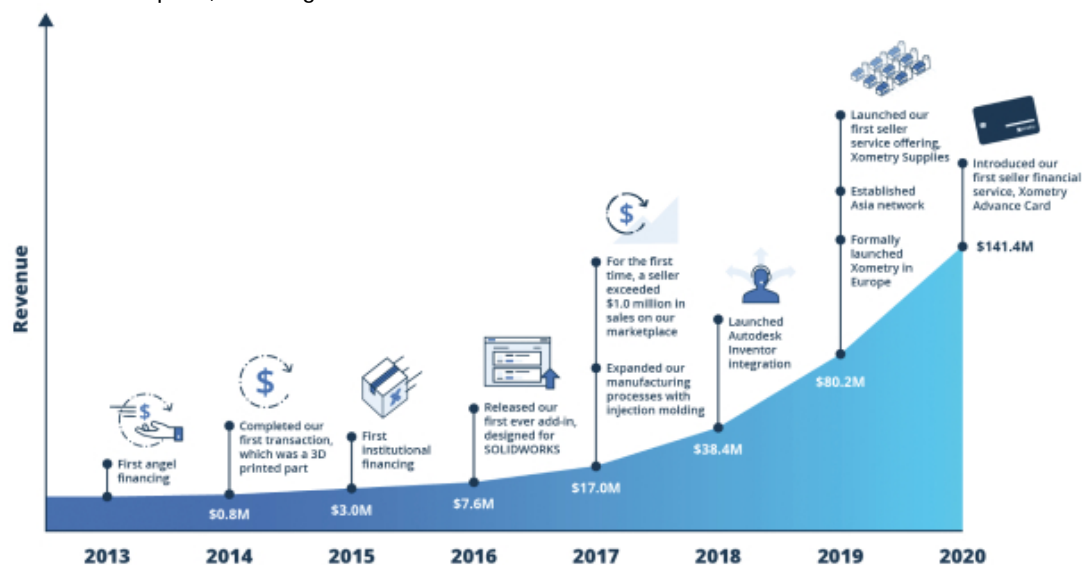 Revenue
First angel
financing
Completed our
first transaction,
which was a 3D
printed part
$0.8M
First
institutional
financing
$3.0M
Released our
first ever add-in,
designed for
SOLIDWORKS
$7.6M
For the first
time, a seller
exceeded
$1.0 million in
sales on our
marketplace
Expanded our
manufacturing
processes with
injection molding
$17.0M
Launched
Autodesk
Inventor
integration
$38.4M
Launched our
first seller
service offering,
Xometry Supplies
Established
Asia network
Formally
launched
Xometry in
Europe
$80.2M
Introduced our
first seller financial
service, Xometry
Advance Card
$141.4M
2013 2014 2015 2016 2017 2018 2019 2020